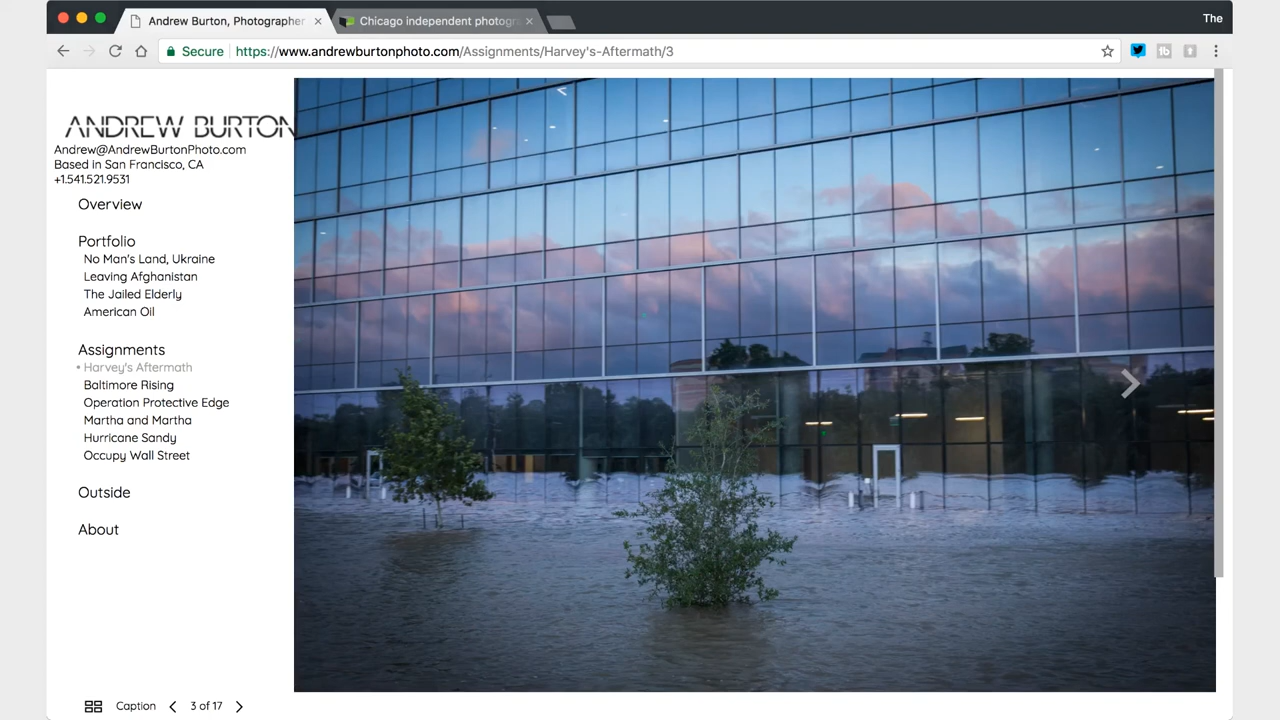 Andrew Burton, Photographer
Chicago independent photogra
The
Secure
https://www.andrewburtonphoto.com/Assignments/Harvey's-Aftermath/3
ANDREW BURTON
Andrew@AndrewBurtonPhoto.com
Based in San Francisco, CA
+1.541.521.9531
Overview
Portfolio
No Man's Land, Ukraine
Leaving Afghanistan
The Jailed Elderly
American Oil
Assignments
Harvey's Aftermath
Baltimore Rising
Operation Protective Edge
Martha and Martha
Hurricane Sandy
Occupy Wall Street
Outside
About
Caption
3 of 17